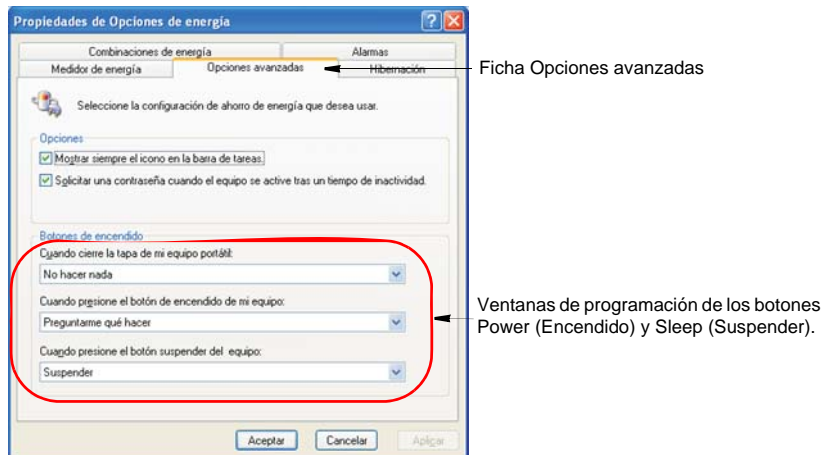 Propiedades de Opciones de energía
Combinaciones de energía
Alarmas
Medidor de energía
Opciones avanzadas
Hibernación
Ficha Opciones avanzadas
Seleccione la configuración de ahorro de energía que desea usar.
Opciones
Mostrar siempre el icono en la barra de tareas.
Solicitar una contraseña cuando el equipo se active tras un tiempo de inactividad.
Botones de encendido
Cuando cierre la tapa de mi equipo portátil:
No hacer nada
Cuando presione el botón de encendido de mi equipo:
Preguntarme qué hacer
Cuando presione el botón suspender del equipo:
Suspender
Ventanas de programación de los botones
Power (Encendido) y Sleep (Suspender).
Aceptar
Cancelar
Aplicar